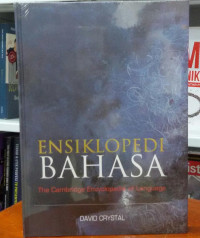 ENSIKLOPEDI
BAHASA
The Cambridge Encyclopedia of Language
DAVID CRYSTAL